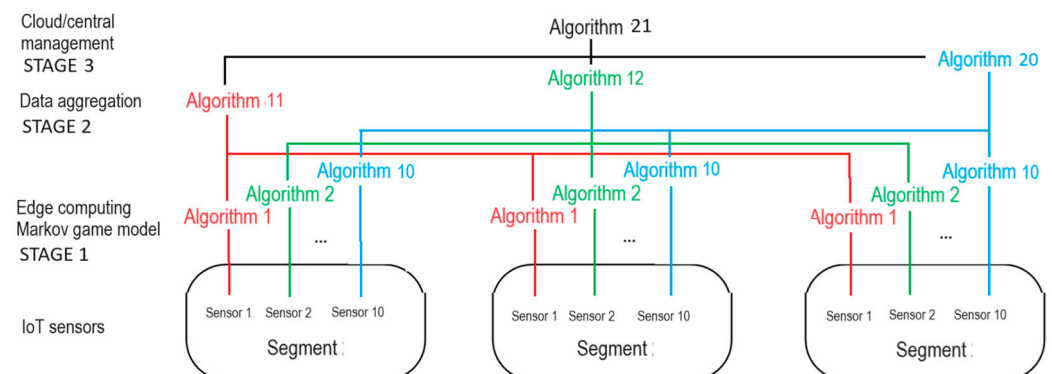 Cloud/central
management
STAGE 3
Algorithm 21
Algorithm 20
Algorithm 12
Data aggregation
STAGE 2
Algorithm 11
Algorithm 10
Algorithm 10
Algorithm 10
Algorithm 2
Algorithm 2
Algorithm 2
Edge computing
Markov game model
STAGE 1
Algorithm 1
Algorithm 1
Algorithm 1
...
...
...
IoT sensors
Sensor 1 Sensor 2 Sensor 10
Segment
Sensor 1 Sensor 2 Sensor 10
Segment
Sensor 1 Sensor 2 Sensor 10
Segment